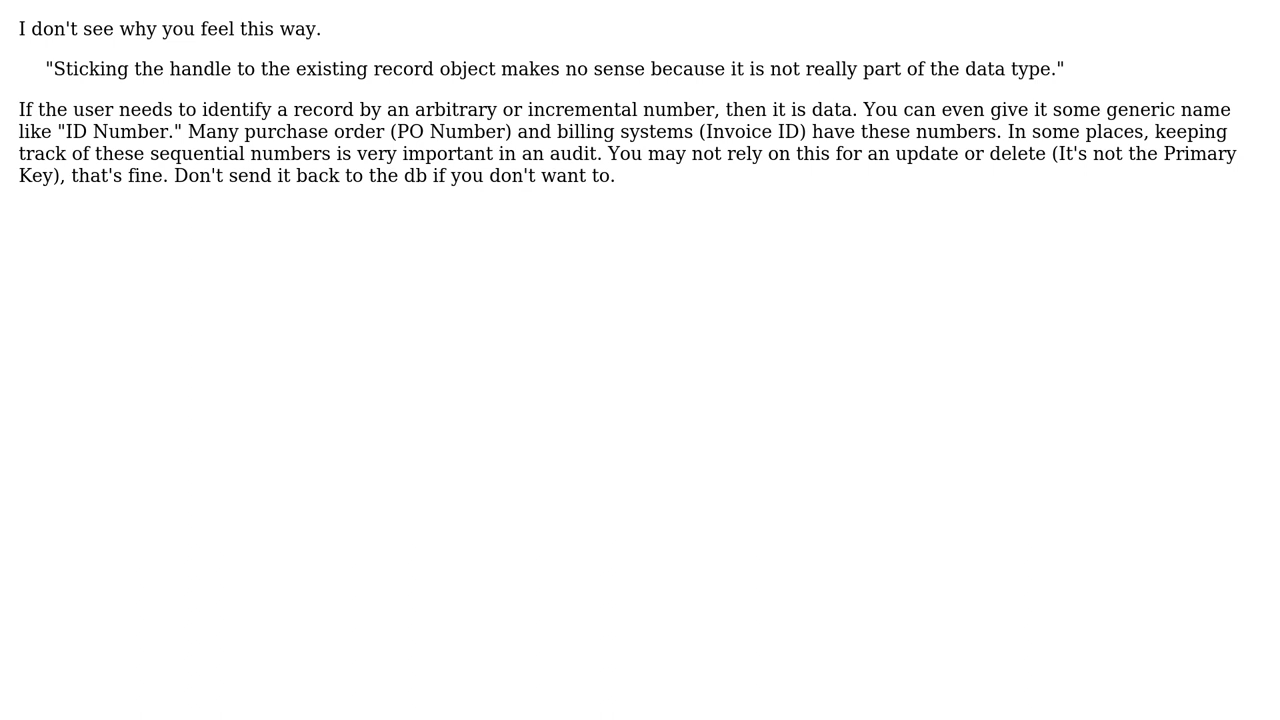 I don't see why you feel this way.
"Sticking the handle to the existing record object makes no sense because it is not really part of the data type."
If the user needs to identify a record by an arbitrary or incremental number, then it is data. You can even give it some generic name
like "ID Number." Many purchase order (PO Number) and billing systems (Invoice ID) have these numbers. In some places, keeping
track of these sequential numbers is very important in an audit. You may not rely on this for an update or delete (It's not the Primary
Key), that's fine. Don't send it back to the db if you don't want to.